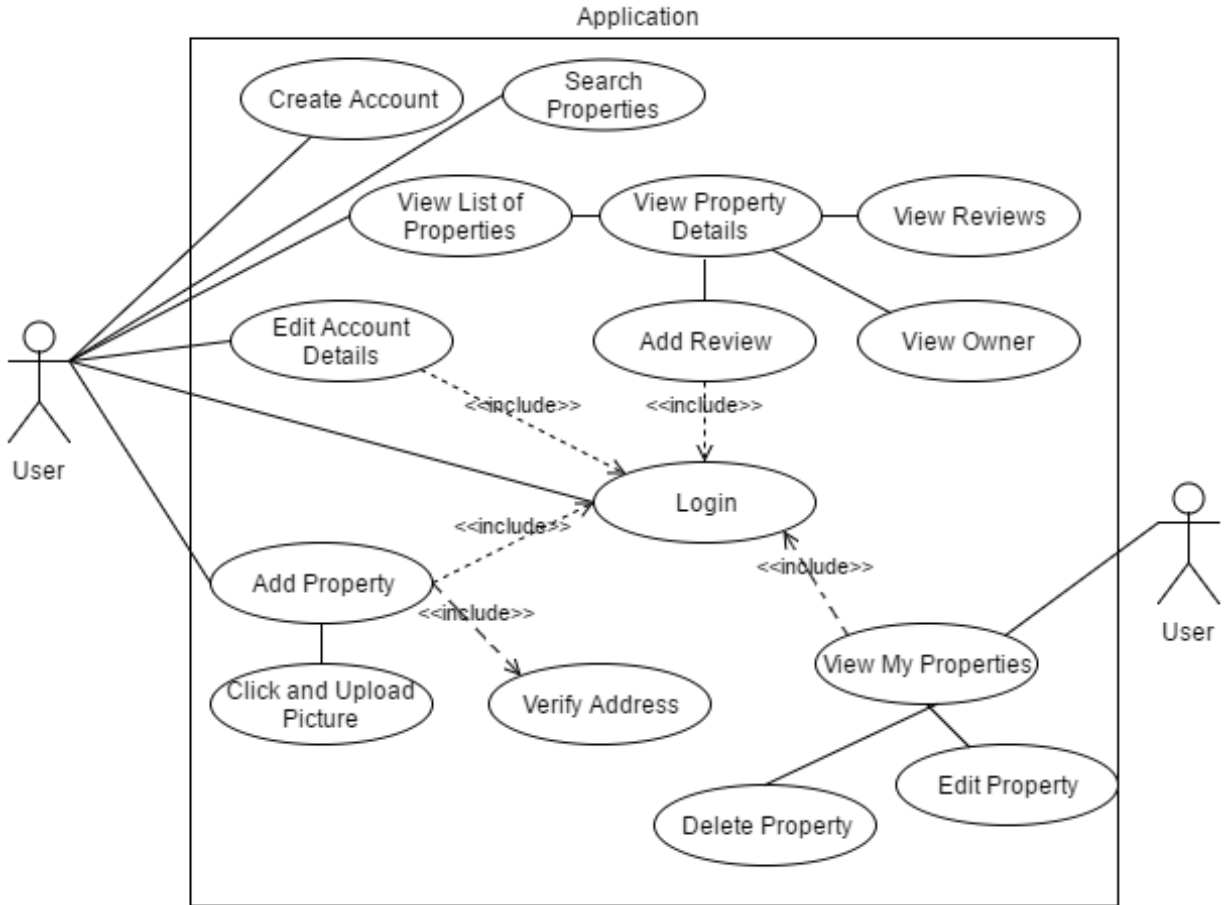 Application
Create Account
Search
Properties
View List of
Properties
View Property
Details
View Reviews
Edit Account
Details
Add Review
View Owner
<<include>>
<<include>>
User
Login
<<include>>
Add Property
<<include>>
<<include>>
User
Click and Upload
Picture
Verify Address
View My Properties
Edit Property
Delete Property